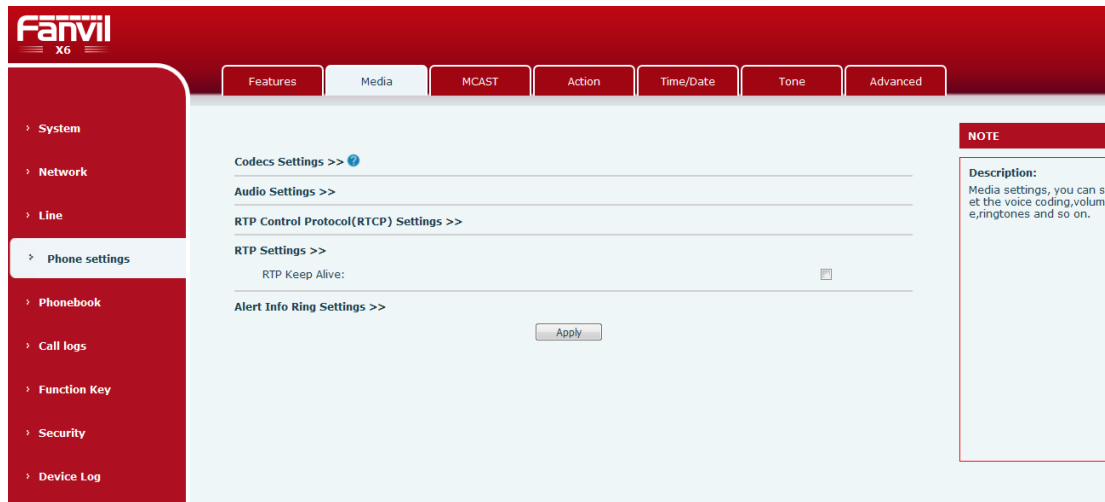 Fanvil
X6
Features
Media
MCAST
Action
Time/Date
Tone
Advanced
› System
› Network
› Line
› Phone settings
› Phonebook
› Call logs
› Function Key
› Security
› Device Log
Codecs Settings >> ?
Audio Settings >>
RTP Control Protocol(RTCP) Settings >>
RTP Settings >>
RTP Keep Alive:
Alert Info Ring Settings >>
Apply
NOTE
Description:
Media settings, you can s
et the voice coding,volum
e,ringtones and so on.